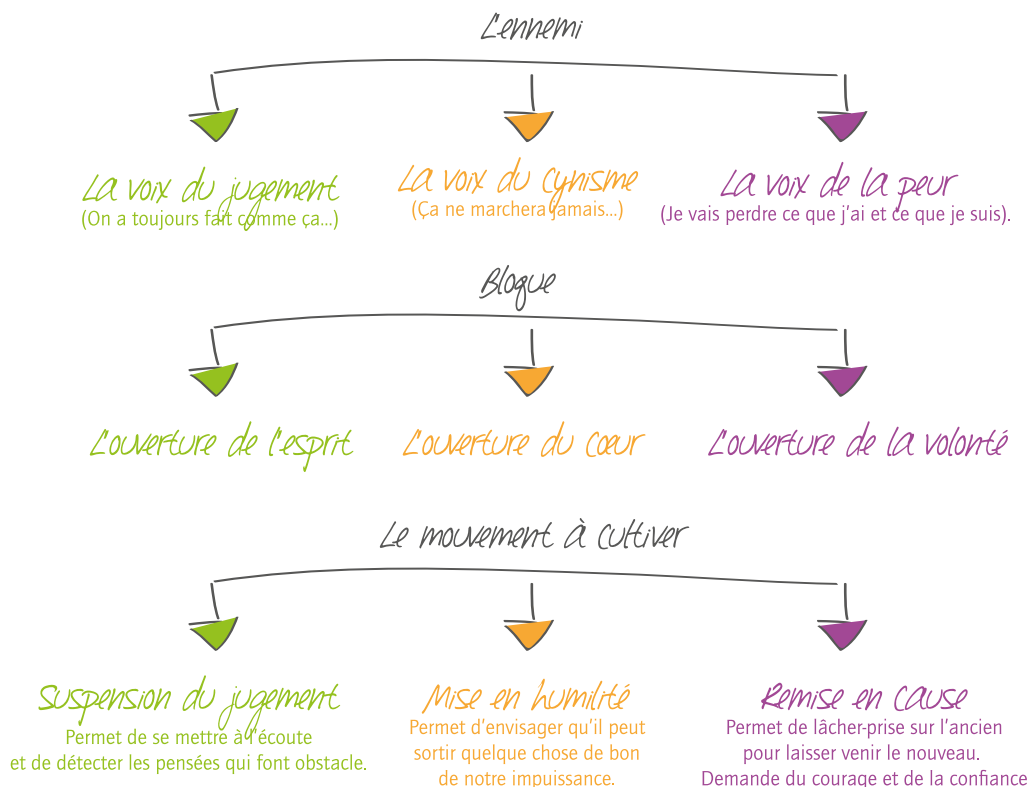 L'ennemi
La voix du jugement
(On a toujours fait comme ça...)
La voix du cynisme
(Ça ne marchera jamais...)
La voix de la peur
(Je vais perdre ce que j'ai et ce que je suis).
Bloque
L'ouverture de l'esprit
L'ouverture du cœur
L'ouverture de la volonté
Le mouvement à cultiver
Suspension du jugement
Permet de se mettre à l'écoute
et de détecter les pensées qui font obstacle.
Mise en humilité
Permet d'envisager qu'il peut
sortir quelque chose de bon
de notre impuissance.
Remise en cause
Permet de lâcher-prise sur l'ancien
pour laisser venir le nouveau.
Demande du courage et de la confiance